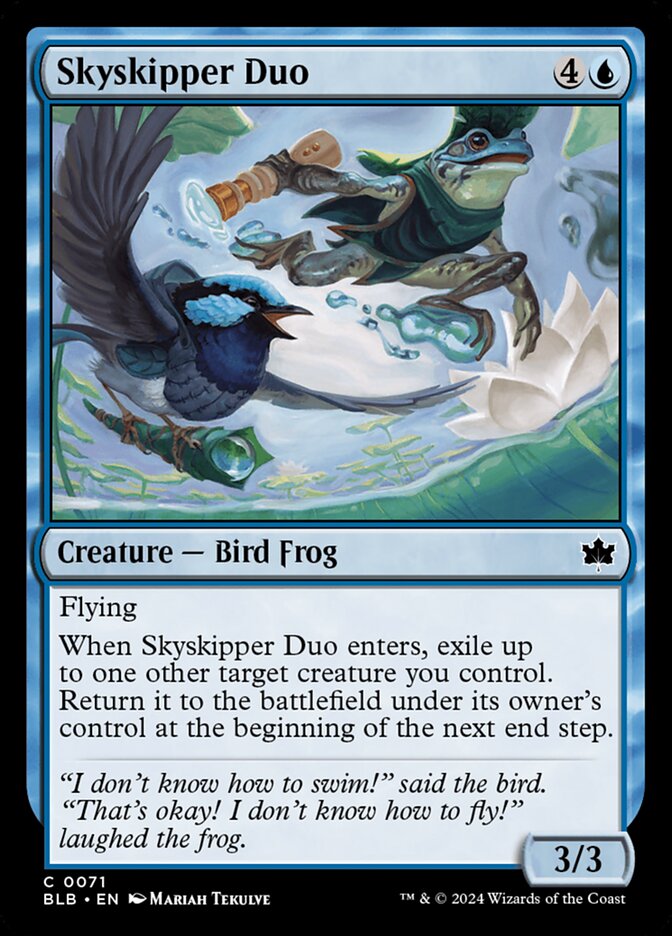 Skyskipper Duo 4
Creature — Bird Frog
Flying
When Skyskipper Duo enters, exile up
to one other target creature you control.
Return it to the battlefield under its owner's
control at the beginning of the next end step.
"I don't know how to swim!" said the bird.
"That's okay! I don't know how to fly!"
laughed the frog.
3/3
C 0071
BLB • EN Mariah Tekulve
™ & © 2024 Wizards of the Coast